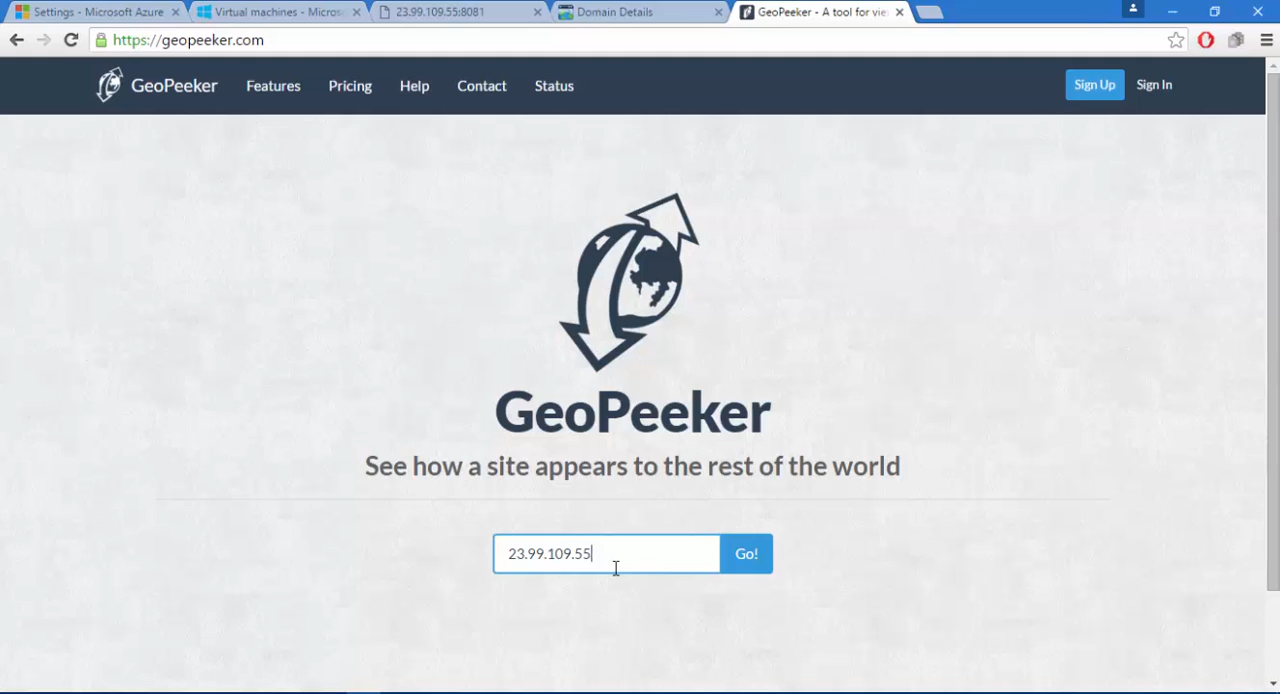 Settings - Microsoft Azure
Virtual machines - Micros
23.99.109.55:8081
Domain Details
GeoPeeker - A tool for vie
https://geopeeker.com
GeoPeeker
Features
Pricing
Help
Contact
Status
Sign Up
Sign In
GeoPeeker
See how a site appears to the rest of the world
23.99.109.55
Go!